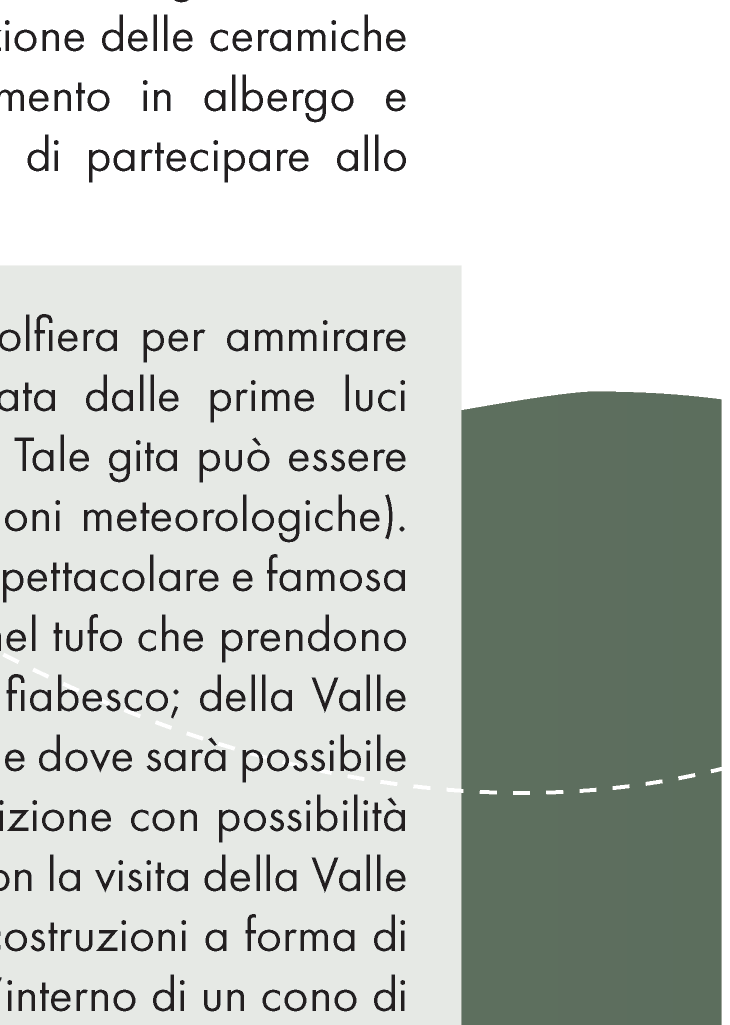 zione delle ceramiche
mento in albergo e
di partecipare allo
olfiera per ammirare
ata dalle prime luci
Tale gita può essere
oni meteorologiche).
pettacolare e famosa
nel tufo che prendono
fiabesco; della Valle
e dove sarà possibile
izione con possibilità
on la visita della Valle
costruzioni a forma di
l’interno di un cono di